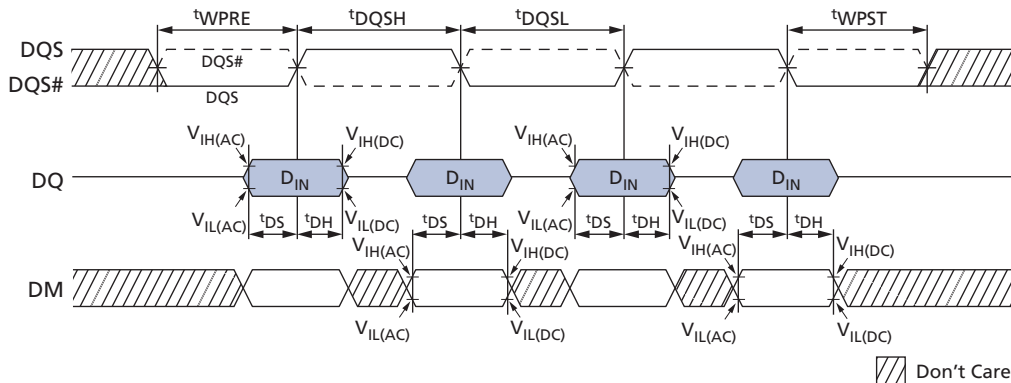 tWPRE tDQSH tDQSL tWPST
DQS
DQS#
DQS#
DQS
VIH(AC) VIH(DC) VIH(AC) VIH(DC)
DQ DIN DIN DIN DIN
VIL(AC) tDS tDH VIL(DC) tDS tDH VIL(AC) tDS tDH VIL(DC) tDS tDH
VIH(AC) VIH(DC) VIH(AC) VIH(DC)
DM
VIL(AC) VIL(DC) VIL(AC) VIL(DC)
Don't Care